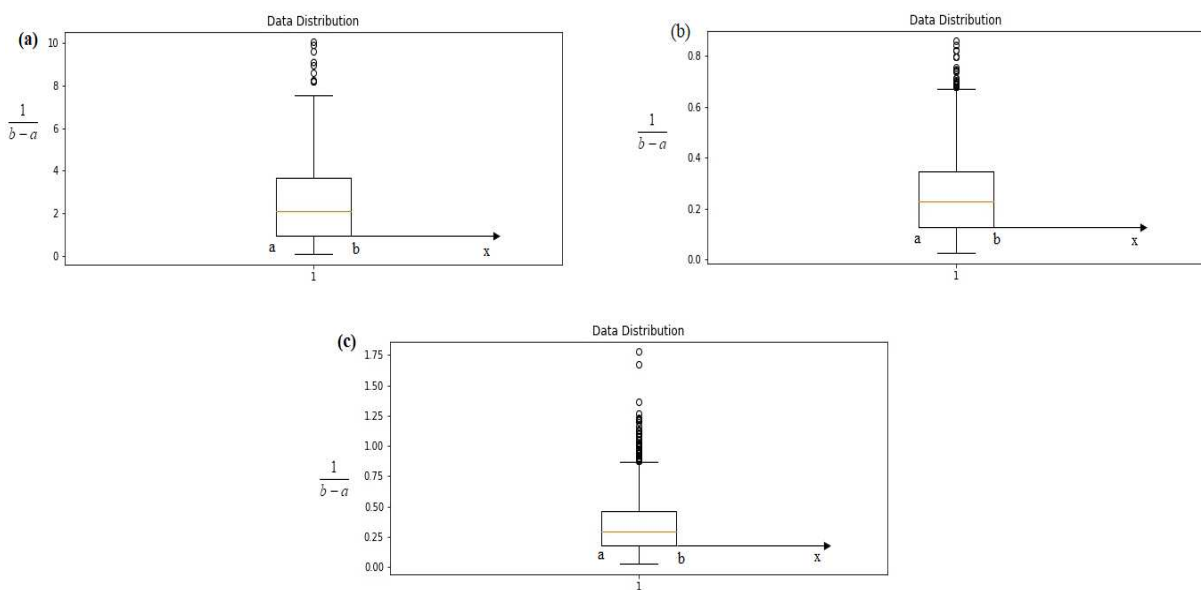 Data Distribution
(a)
10
8
6
4
2
0
1
b – a
a
b
x
1
Data Distribution
(b)
0.8
0.6
0.4
0.2
0.0
1
b – a
a
b
x
1
Data Distribution
(c)
1.75
1.50
1.25
1.00
0.75
0.50
0.25
0.00
1
b – a
a
b
x
1